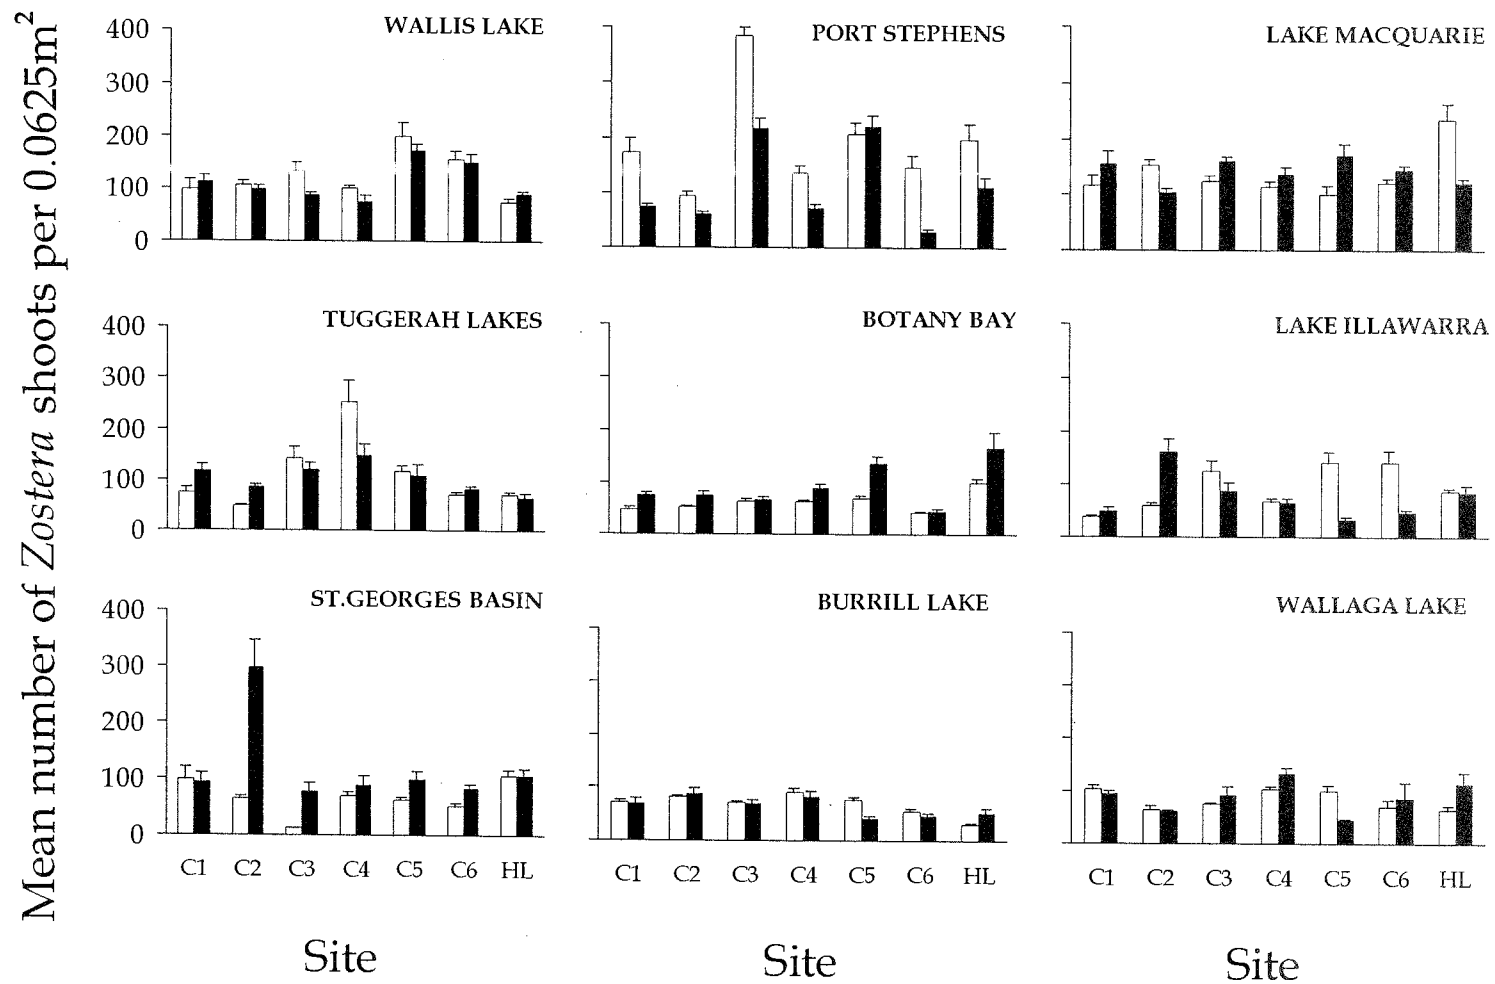 Mean number of Zostera shoots per 0.0625m²
WALLIS LAKE
400
300
200
100
0
PORT STEPHENS
LAKE MACQUARIE
TUGGERAH LAKES
400
300
200
100
0
BOTANY BAY
LAKE ILLAWARRA
ST.GEORGES BASIN
400
300
200
100
0
C1 C2 C3 C4 C5 C6 HL
Site
BURRILL LAKE
C1 C2 C3 C4 C5 C6 HL
Site
WALLAGA LAKE
C1 C2 C3 C4 C5 C6 HL
Site